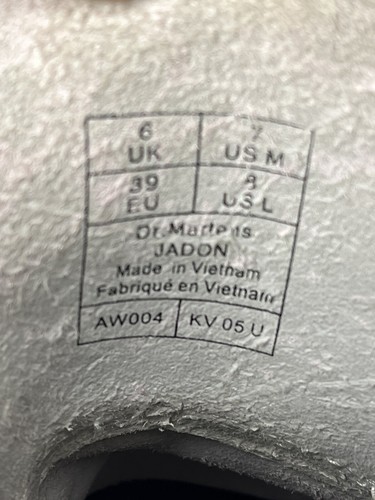 6 7
UK US M
39 8
EU US L
Dr. Martens
JADON
Made in Vietnam
Fabriqué en Vietnam
AW004 KV 05 U